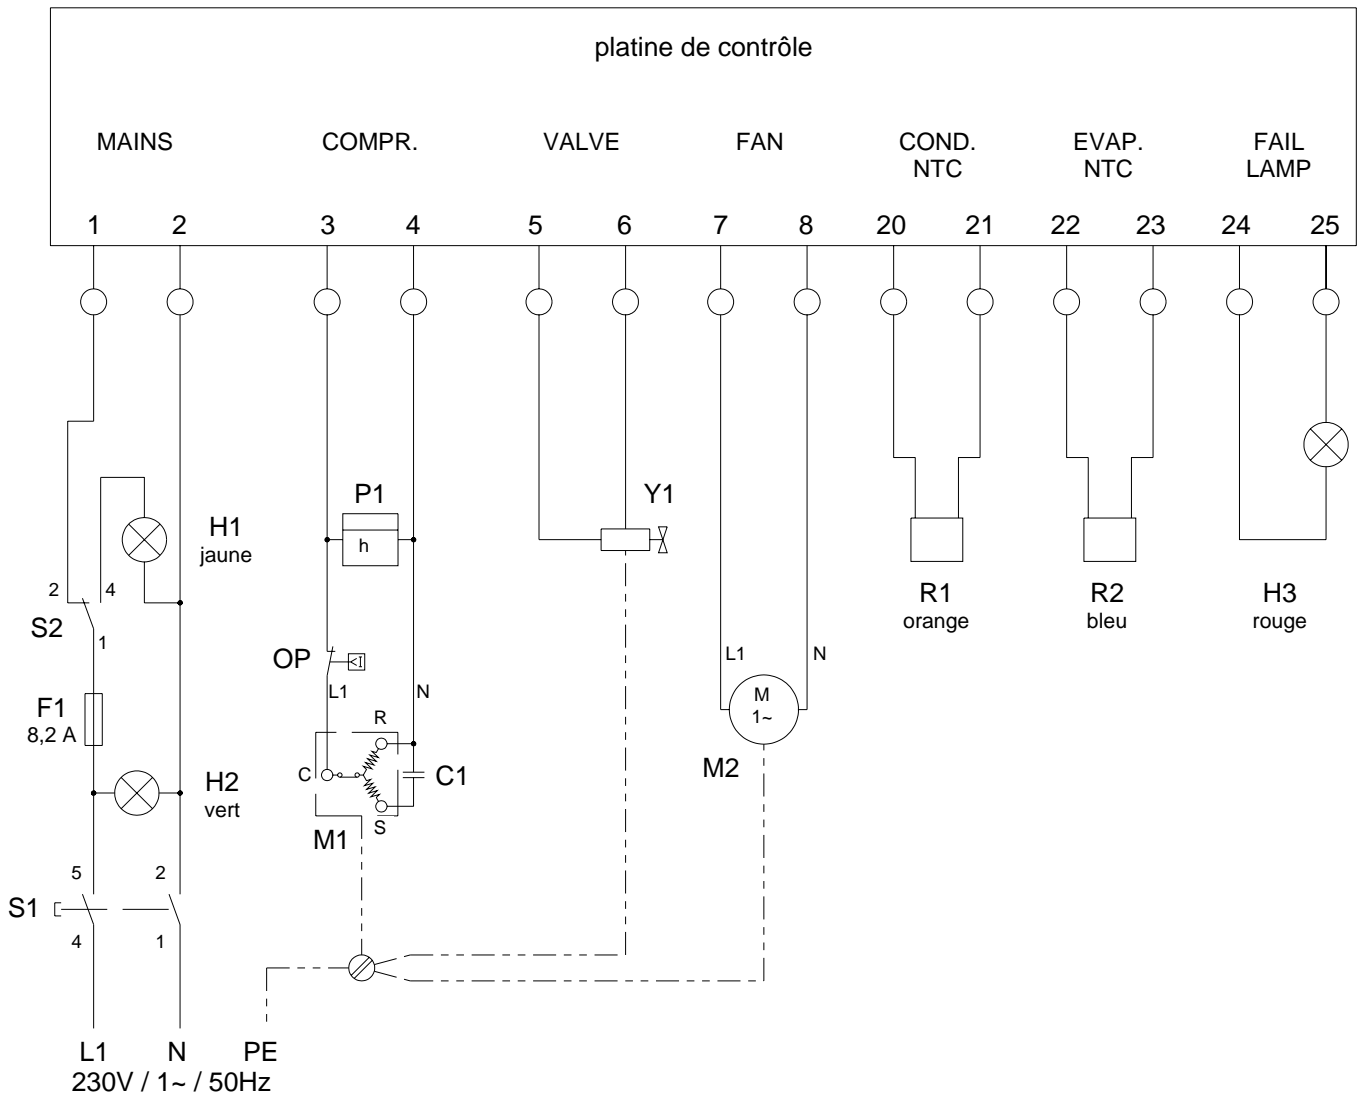 platine de contrôle
MAINS COMPR. VALVE FAN COND. NTC EVAP. NTC FAIL LAMP
1 2 3 4 5 6 7 8 20 21 22 23 24 25
P1
Y1
H1
jaune
h
2 4
R1
orange
R2
bleu
H3
rouge
S2
1
OP
<I
L1 N
L1 N
F1
8,2 A
M
1~
R
M2
C
C1
H2
vert
S
M1
5 2
S1
4 1
L1 N PE
230V / 1~ / 50Hz